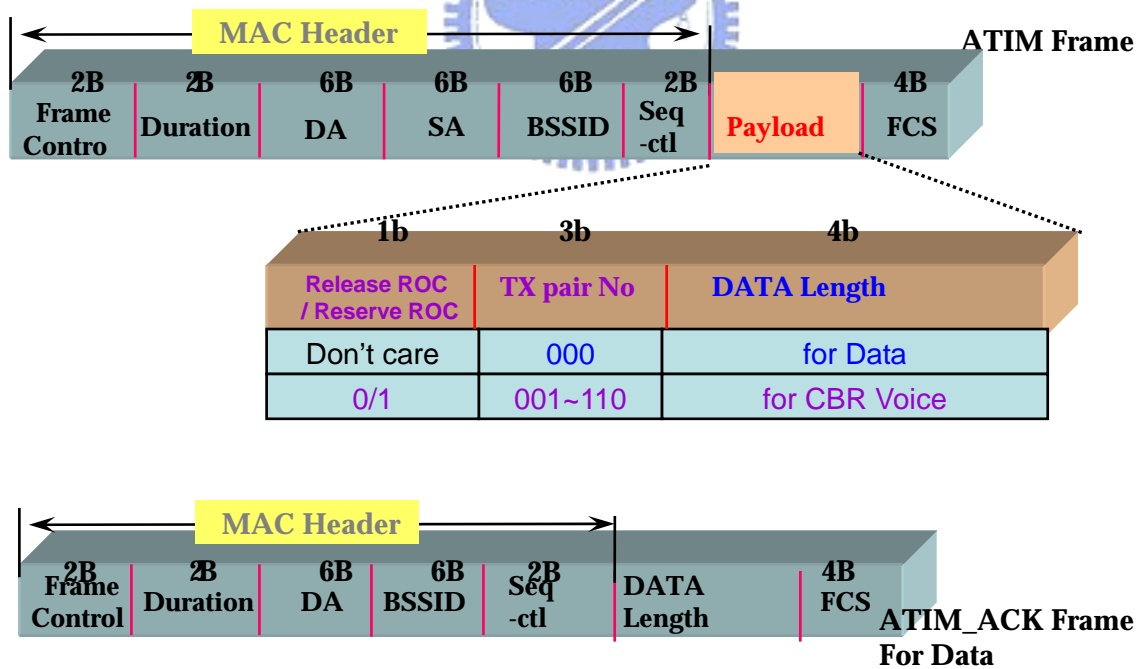 MAC Header
ATIM Frame
2B 2B 6B 6B 6B 2B 4B
Frame Contro Duration DA SA BSSID Seq -ctl Payload FCS
1b 3b 4b
Release ROC / Reserve ROC TX pair No DATA Length
Don't care 000 for Data
0/1 001~110 for CBR Voice
MAC Header
2B 2B 6B 6B 2B 4B
Frame Control Duration DA BSSID Seq -ctl DATA Length FCS
ATIM_ACK Frame
For Data